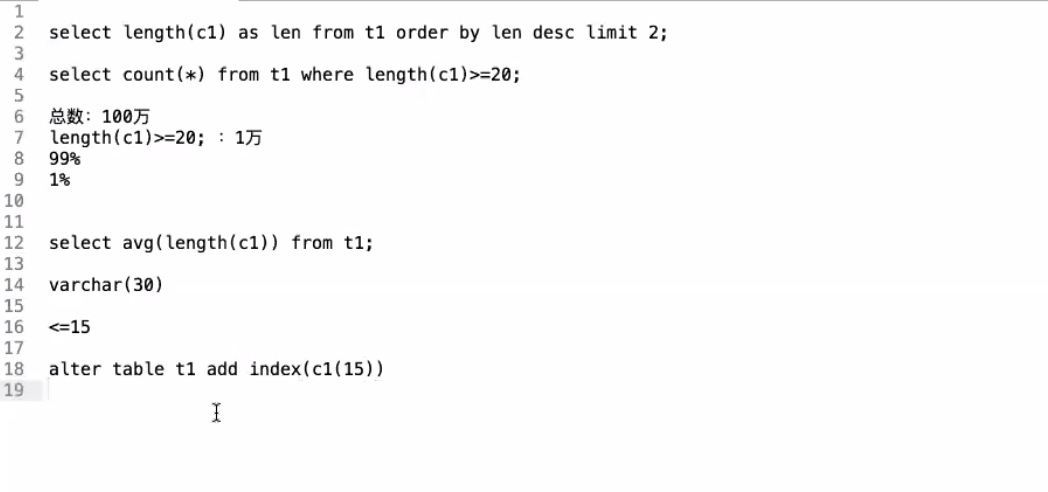 1
2 select length(c1) as len from t1 order by len desc limit 2;
3
4 select count(*) from t1 where length(c1)>=20;
5
6 总数: 100万
7 length(c1)>=20; : 1万
8 99%
9 1%
10
11
12 select avg(length(c1)) from t1;
13
14 varchar(30)
15
16 <=15
17
18 alter table t1 add index(c1(15))
19